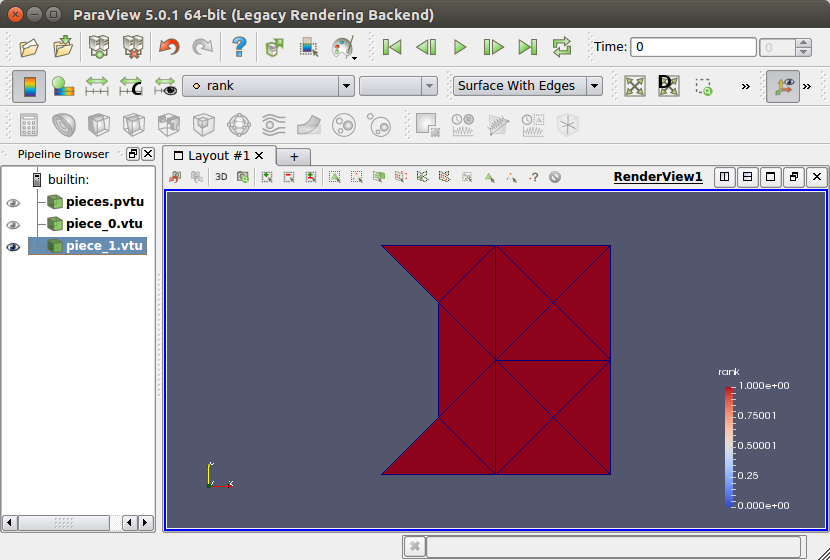 ParaView 5.0.1 64-bit (Legacy Rendering Backend)
Time: 0 0
rank Surface With Edges »
Pipeline Browser
Layout #1
+
builtin:
3D
RenderView1
pieces.pvtu
piece_0.vtu
piece_1.vtu
rank
1.000e+00
0.75001
0.50001
0.25
0.000e+00